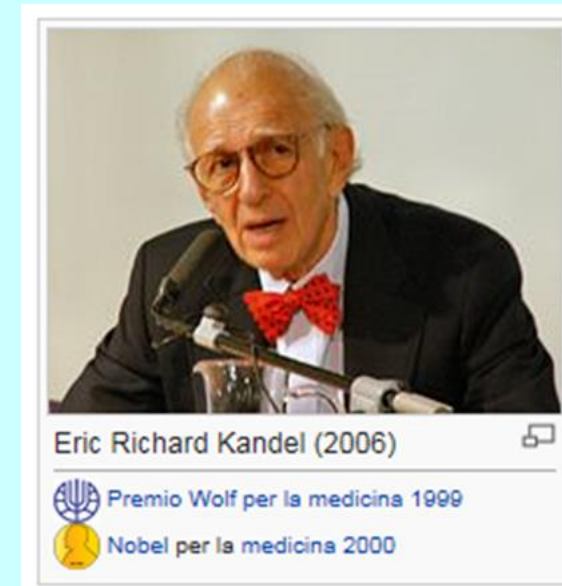 Eric Richard Kandel (2006)
Premio Wolf per la medicina 1999
Nobel per la medicina 2000